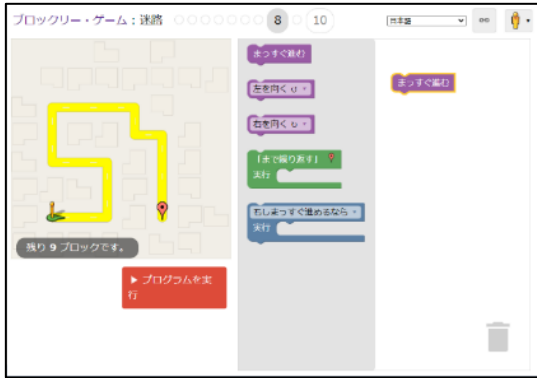 ブロックリー・ゲーム : 迷路 8 10
日本語
残り 9 ブロックです。
▶ プログラムを実
行
まっすぐ進む
左を向く ↺ ▾
右を向く ↻ ▾
「まで繰り返す」
実行
もしまっすぐ進めるなら ▾
実行
まっすぐ進む